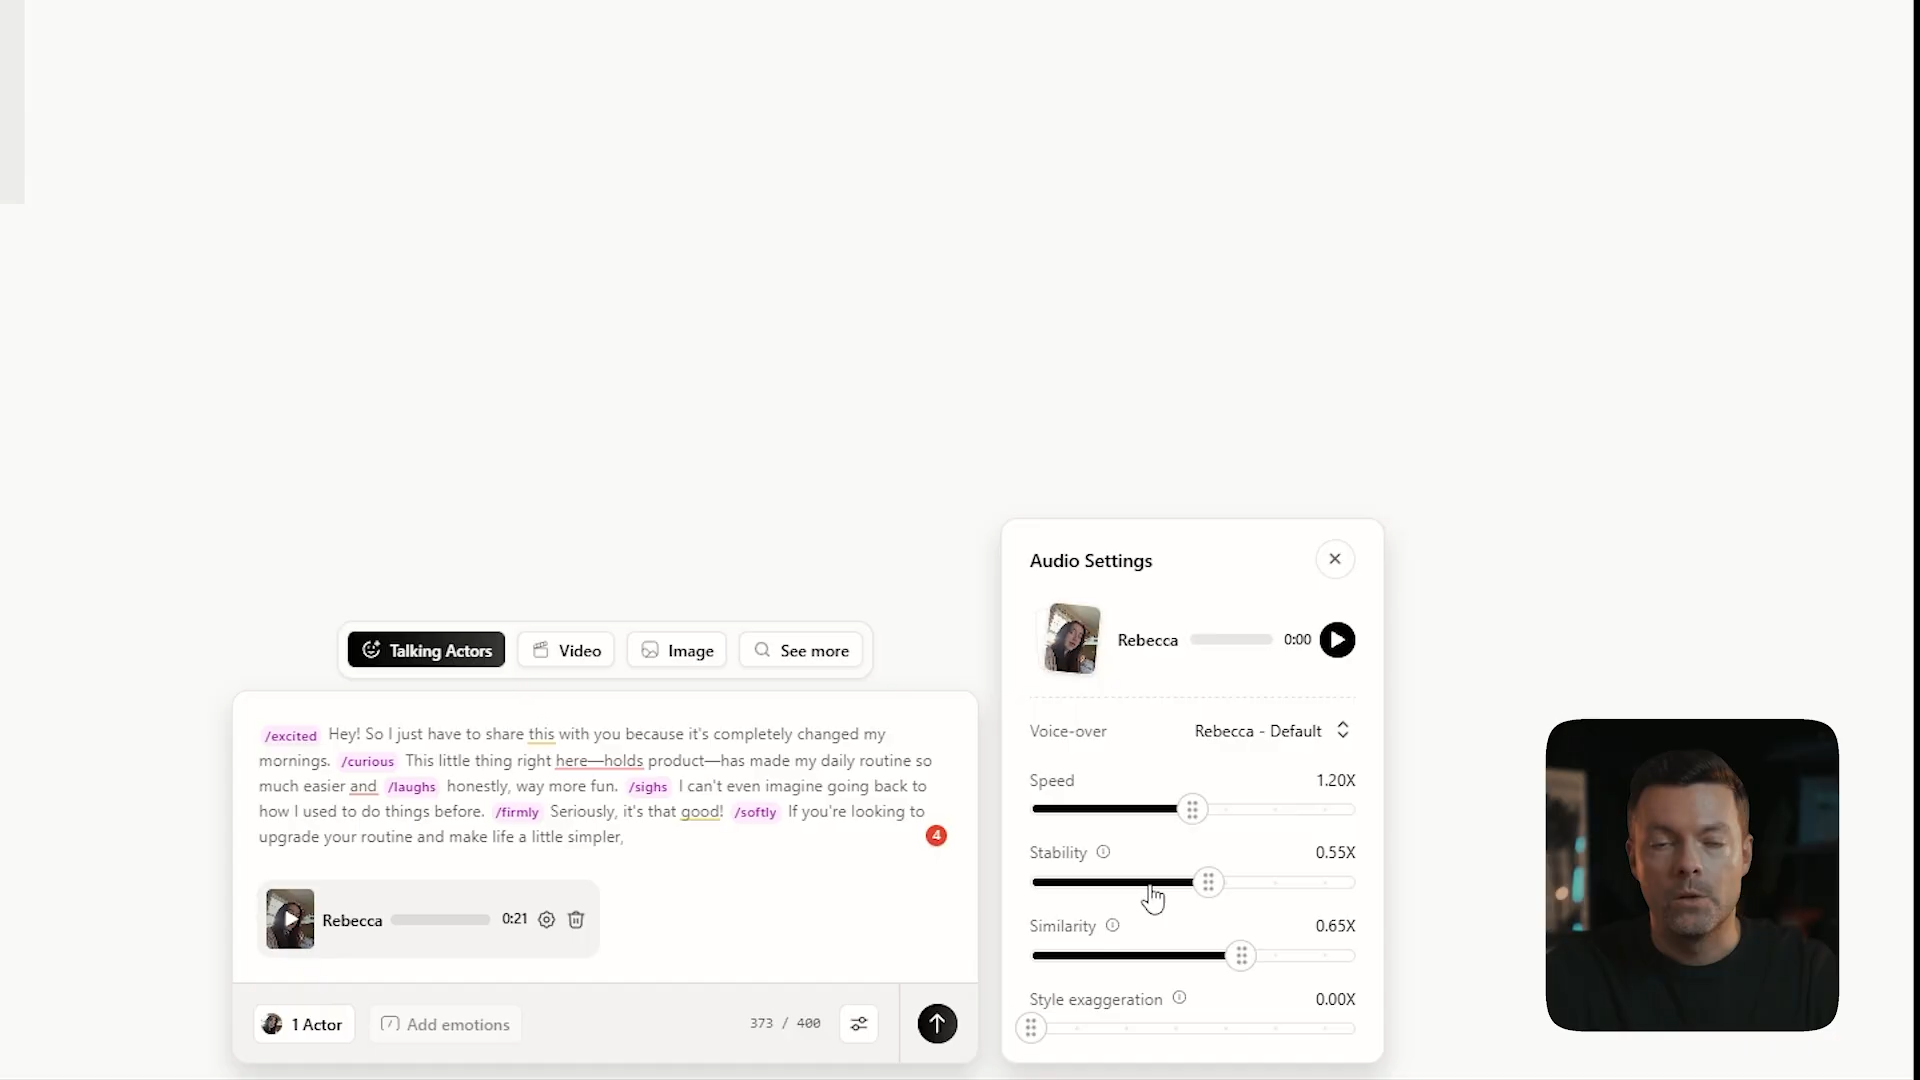 Talking Actors
Video
Image
See more
/excited Hey! So I just have to share this with you because it's completely changed my
mornings. /curious This little thing right here—holds product—has made my daily routine so
much easier and /laughs honestly, way more fun. /sighs I can't even imagine going back to
how I used to do things before. /firmly Seriously, it's that good! /softly If you're looking to
upgrade your routine and make life a little simpler,
4
Rebecca 0:21
1 Actor
Add emotions
373 / 400
Audio Settings
Rebecca 0:00
Voice-over Rebecca - Default
Speed 1.20X
Stability 0.55X
Similarity 0.65X
Style exaggeration 0.00X